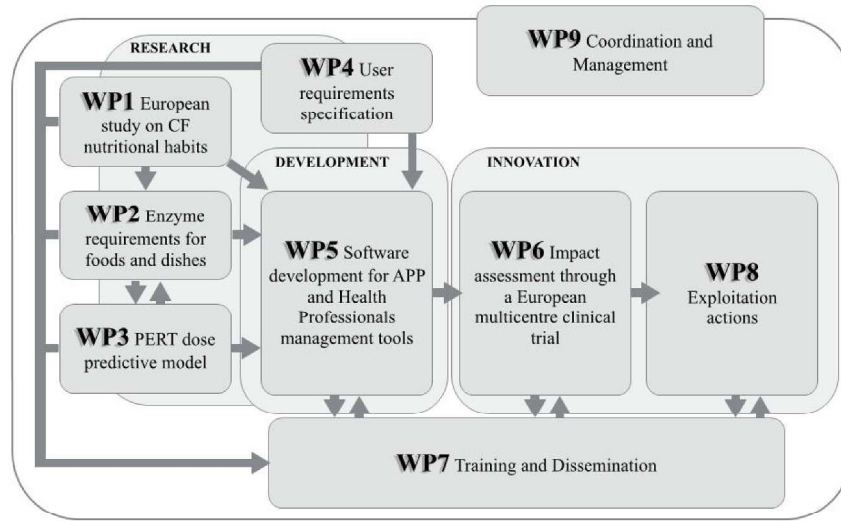 RESEARCH
WP4 User
requirements
specification
WP9 Coordination and
Management
WP1 European
study on CF
nutritional habits
DEVELOPMENT
INNOVATION
WP2 Enzyme
requirements for
foods and dishes
WP5 Software
development for APP
and Health
Professionals
management tools
WP6 Impact
assessment through
a European
multicentre clinical
trial
WP8
Exploitation
actions
WP3 PERT dose
predictive model
WP7 Training and Dissemination